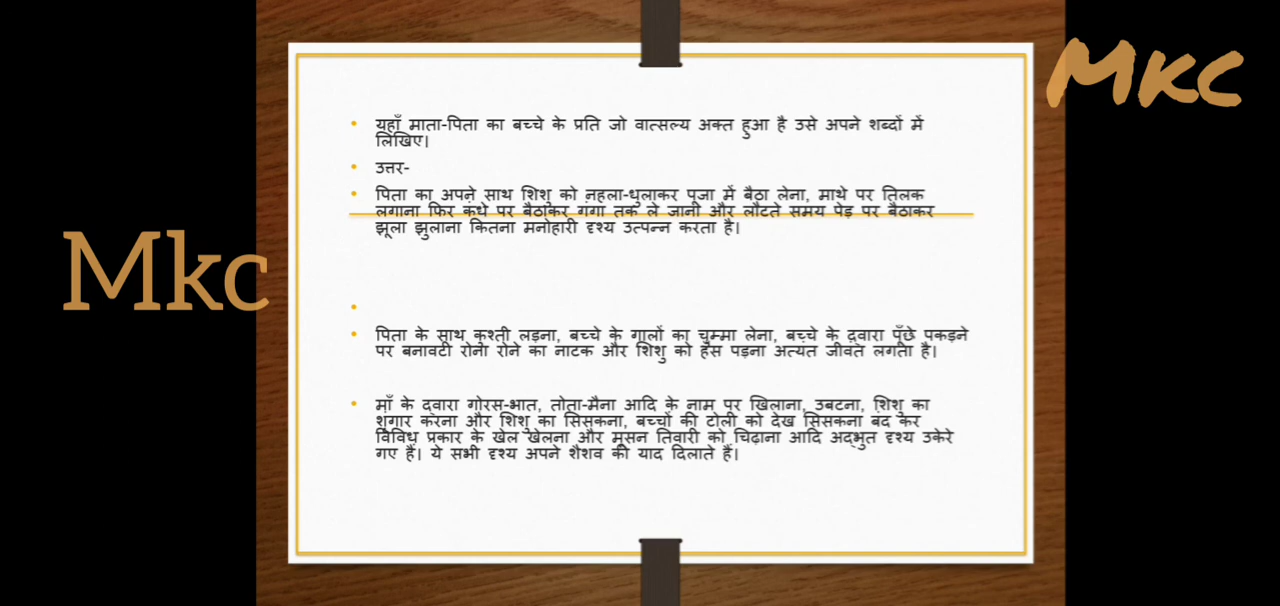 Mkc
यहाँ माता-पिता का बच्चे के प्रति जो वात्सल्य अक्त हुआ है उसे अपने शब्दों में
लिखिए।
उत्तर-
पिता का अपने साथ शिशु को नहला-धुलाकर पूजा में बैठा लेना, माथे पर तिलक
लगाना फिर कंधे पर बैठाकर गंगा तक ले जाना और लौटते समय पेड़ पर बैठाकर
झूला झुलाना कितना मनोहारी दृश्य उत्पन्न करता है।
Mkc
पिता के साथ कुश्ती लड़ना, बच्चे के गालों का चुम्मा लेना, बच्चे के द्वारा पूँछे पकड़ने
पर बनावटी रोना रोने का नाटक और शिशु को हँस पड़ना अत्यंत जीवंत लगता है।
माँ के द्वारा गोरस-भात, तोता-मैना आदि के नाम पर खिलाना, उबटना, शिशु का
शृंगार करना और शिशु का सिसकना, बच्चों की टोली को देख सिसकना बंद कर
विविध प्रकार के खेल खेलना और मूसन तिवारी को चिढ़ाना आदि अद्भुत दृश्य उकेरे
गए हैं। ये सभी दृश्य अपने शैशव की याद दिलाते हैं।